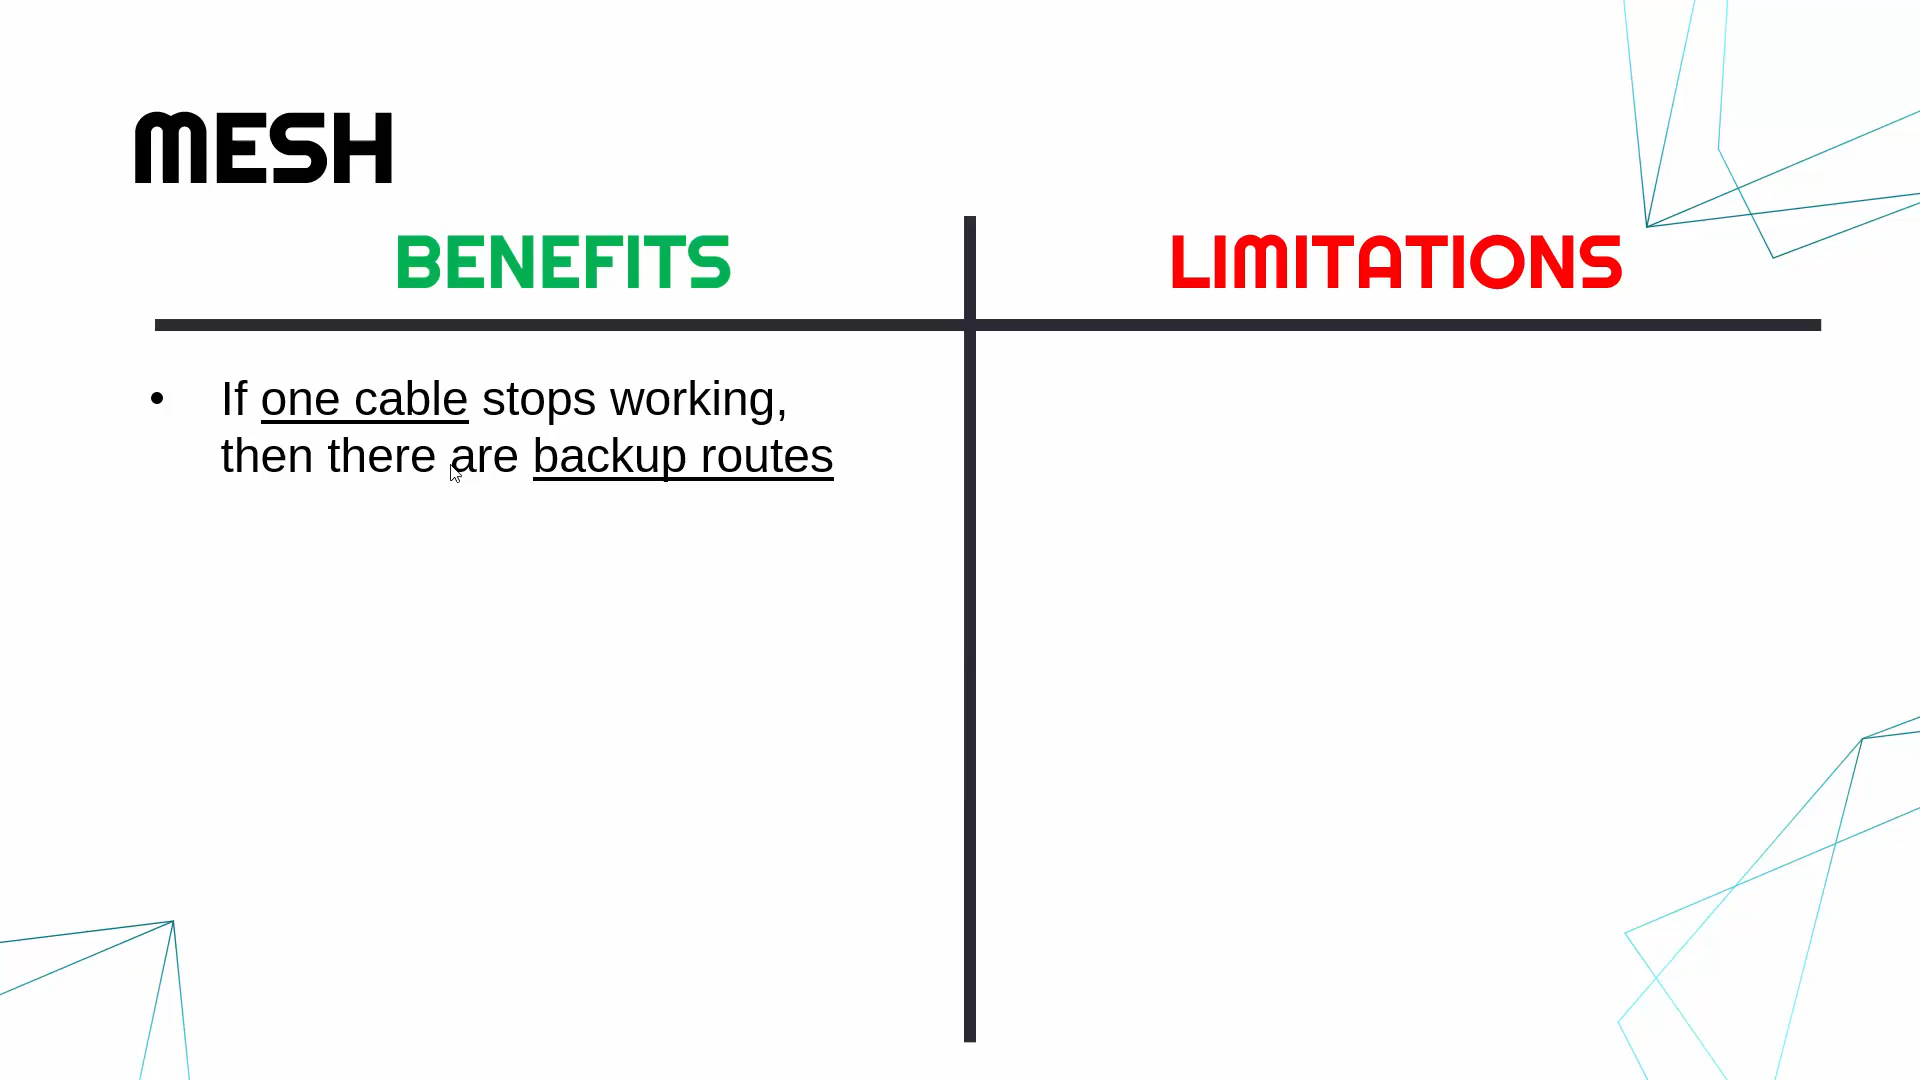 MESH
BENEFITS
LIMITATIONS
• If one cable stops working,
then there are backup routes